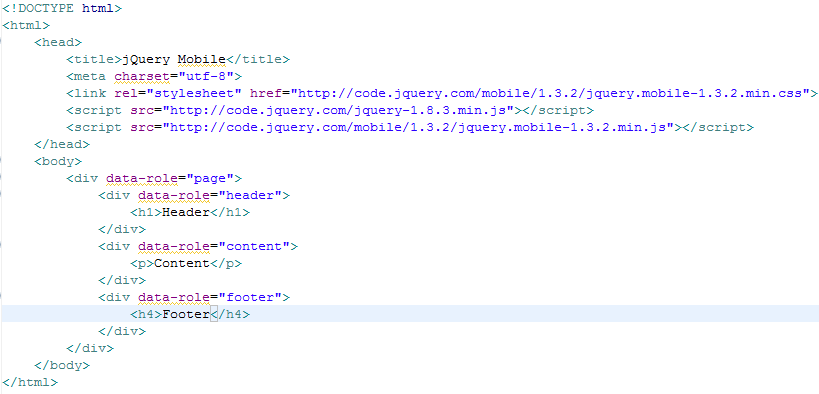 <!DOCTYPE html>
<html>
    <head>
        <title>jQuery Mobile</title>
        <meta charset="utf-8">
        <link rel="stylesheet" href="http://code.jquery.com/mobile/1.3.2/jquery.mobile-1.3.2.min.css">
        <script src="http://code.jquery.com/jquery-1.8.3.min.js"></script>
        <script src="http://code.jquery.com/mobile/1.3.2/jquery.mobile-1.3.2.min.js"></script>
    </head>
    <body>
        <div data-role="page">
            <div data-role="header">
                <h1>Header</h1>
            </div>
            <div data-role="content">
                <p>Content</p>
            </div>
            <div data-role="footer">
                <h4>Footer</h4>
            </div>
        </div>
    </body>
</html>